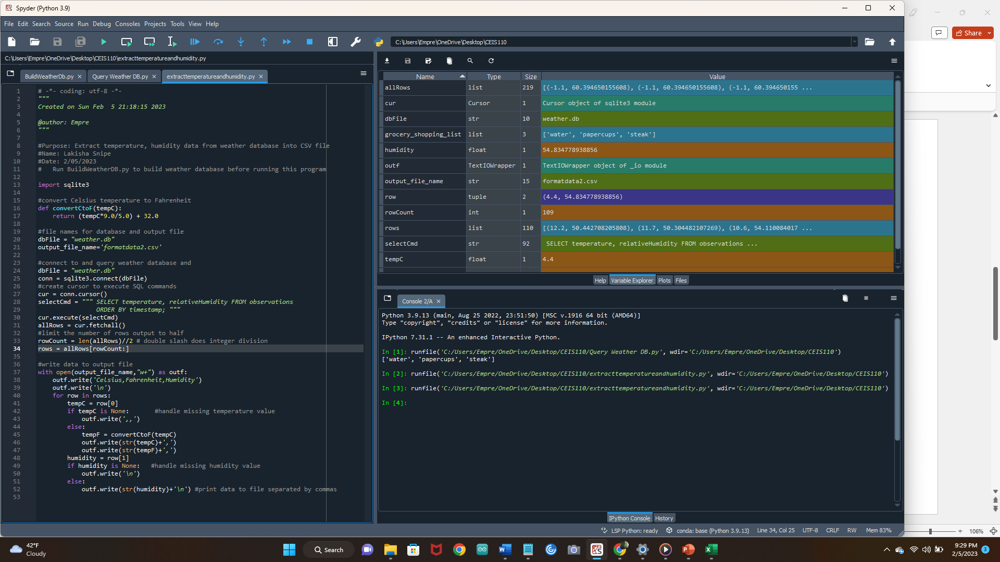 Spyder (Python 3.9)
File Edit Search Source Run Debug Consoles Projects Tools View Help
C:\Users\Empre\OneDrive\Desktop\CEIS110
Share
C:\Users\Empre\OneDrive\Desktop\CEIS110\extracttemperatureandhumidity.py
BuildWeatherDb.py
Query Weather DB.py
extracttemperatureandhumidity.py
1 # -*- coding: utf-8 -*-
2 """
3 Created on Sun Feb  5 21:18:15 2023
4
5 @author: Empre
6 """
7
8 #Purpose: Extract temperature, humidity data from weather database into CSV file
9 #Name: Lakisha Snipe
10 #Date: 2/05/2023
11 #   Run BuildWeatherDB.py to build weather database before running this program
12
13 import sqlite3
14
15 #convert Celsius temperature to Fahrenheit
16 def convertCtoF(tempC):
17     return (tempC*9.0/5.0) + 32.0
18
19 #file names for database and output file
20 dbFile = "weather.db"
21 output_file_name='formatdata2.csv'
22
23 #connect to and query weather database and
24 dbFile = "weather.db"
25 conn = sqlite3.connect(dbFile)
26 #create cursor to execute SQL commands
27 cur = conn.cursor()
28 selectCmd = """ SELECT temperature, relativeHumidity FROM observations
29                 ORDER BY timestamp; """
30 cur.execute(selectCmd)
31 allRows = cur.fetchall()
32 #limit the number of rows output to half
33 rowCount = len(allRows)//2 # double slash does integer division
34 rows = allRows[rowCount:]
35
36 #write data to output file
37 with open(output_file_name,"w+") as outf:
38     outf.write('Celsius,Fahrenheit,Humidity')
39     outf.write('\n')
40     for row in rows:
41         tempC = row[0]
42         if tempC is None:       #handle missing temperature value
43             outf.write(',,')
44         else:
45             tempF = convertCtoF(tempC)
46             outf.write(str(tempC)+',')
47             outf.write(str(tempF)+',')
48         humidity = row[1]
49         if humidity is None:   #handle missing humidity value
50             outf.write('\n')
51         else:
52             outf.write(str(humidity)+'\n') #print data to file separated by commas
53
Name Type Size Value
allRows list 219 [(-1.1, 60.394650155608), (-1.1, 60.394650155608), (-1.1, 60.394650155 ...
cur Cursor 1 Cursor object of sqlite3 module
dbFile str 10 weather.db
grocery_shopping_list list 3 ['water', 'papercups', 'steak']
humidity float 1 54.834778938856
outf TextIOWrapper 1 TextIOWrapper object of _io module
output_file_name str 15 formatdata2.csv
row tuple 2 (4.4, 54.834778938856)
rowCount int 1 109
rows list 110 [(12.2, 50.442708205808), (11.7, 50.304482107269), (10.6, 54.110084017 ...
selectCmd str 92 SELECT temperature, relativeHumidity FROM observations ...
tempC float 1 4.4
Help Variable Explorer Plots Files
Console 2/A
Python 3.9.13 (main, Aug 25 2022, 23:51:50) [MSC v.1916 64 bit (AMD64)]
Type "copyright", "credits" or "license" for more information.
IPython 7.31.1 -- An enhanced Interactive Python.
In [1]: runfile('C:/Users/Empre/OneDrive/Desktop/CEIS110/Query Weather DB.py', wdir='C:/Users/Empre/OneDrive/Desktop/CEIS110')
['water', 'papercups', 'steak']
In [2]: runfile('C:/Users/Empre/OneDrive/Desktop/CEIS110/extracttemperatureandhumidity.py', wdir='C:/Users/Empre/OneDrive/Desktop/CEIS110')
In [3]: runfile('C:/Users/Empre/OneDrive/Desktop/CEIS110/extracttemperatureandhumidity.py', wdir='C:/Users/Empre/OneDrive/Desktop/CEIS110')
In [4]:
IPython Console History
LSP Python: ready conda: base (Python 3.9.13) Line 34, Col 25 UTF-8 CRLF RW Mem 83%
106%
42°F
Cloudy
Search
9:29 PM
2/5/2023
3